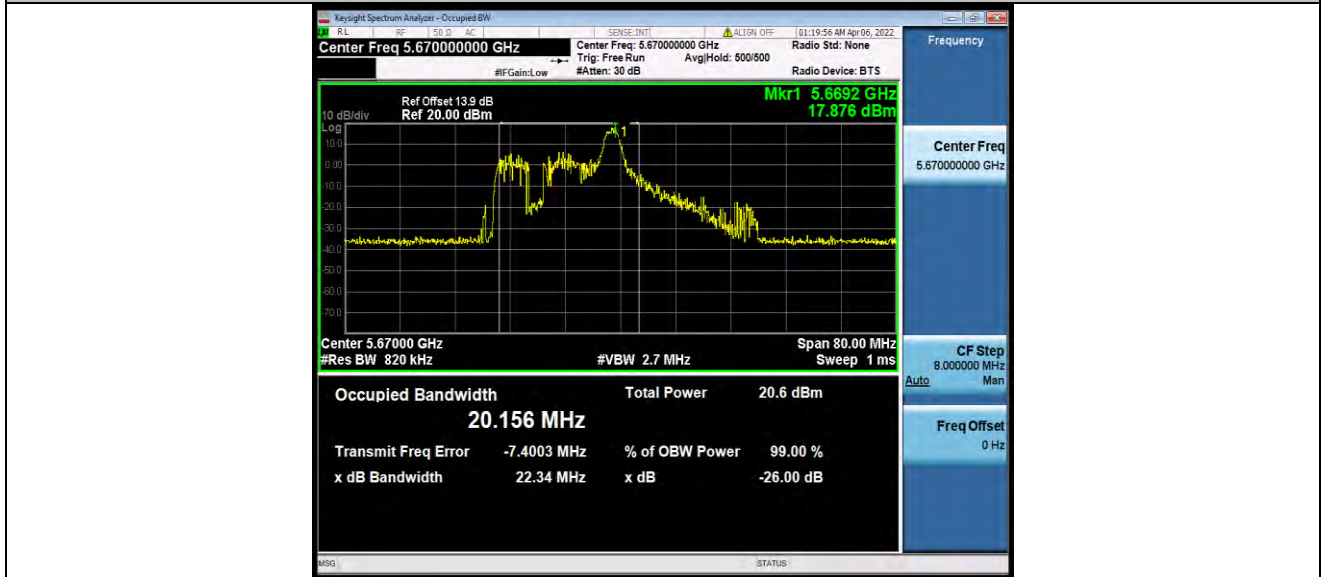 Keysight Spectrum Analyzer - Occupied BW
RL RF 50 Ω AC SENSE:INT ALIGN OFF 01:19:56 AM Apr 06, 2022
Center Freq 5.670000000 GHz
Center Freq: 5.670000000 GHz
Radio Std: None
Trig: Free Run Avg|Hold: 500/500
#IFGain:Low #Atten: 30 dB Radio Device: BTS
Frequency
Mkr1 5.6692 GHz
17.876 dBm
Ref Offset 13.9 dB
10 dB/div Ref 20.00 dBm
Log
10.0
0.00
-10.0
-20.0
-30.0
-40.0
-50.0
-60.0
-70.0
1
Center 5.67000 GHz Span 80.00 MHz
#Res BW 820 kHz #VBW 2.7 MHz Sweep 1 ms
Occupied Bandwidth Total Power 20.6 dBm
20.156 MHz
Transmit Freq Error -7.4003 MHz % of OBW Power 99.00 %
x dB Bandwidth 22.34 MHz x dB -26.00 dB
Center Freq
5.670000000 GHz
CF Step
8.000000 MHz
Auto Man
Freq Offset
0 Hz
MSG STATUS